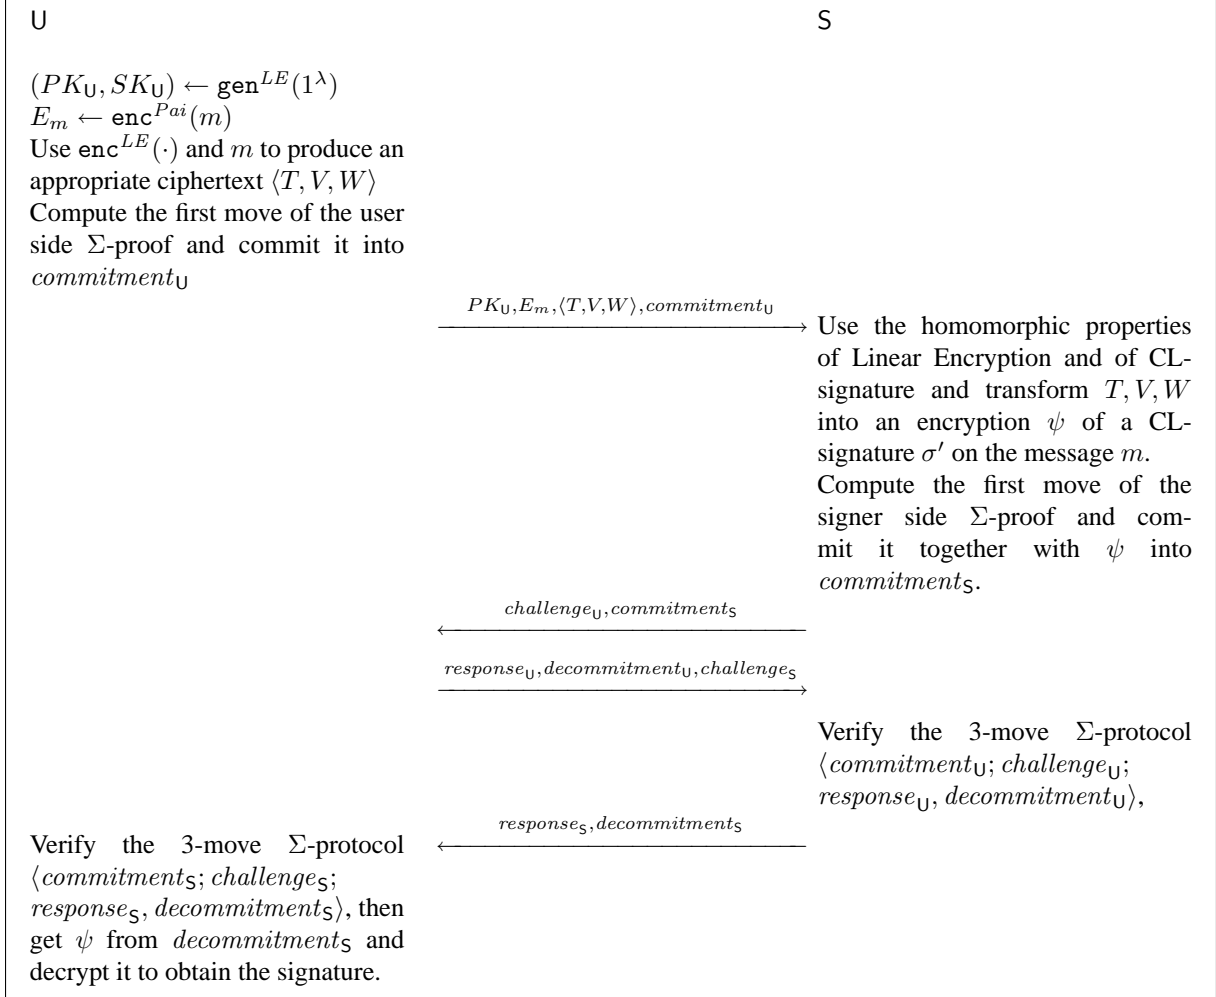 U
S
(PK_U, SK_U) ← gen^{LE}(1^λ)
E_m ← enc^{Pai}(m)
Use enc^{LE}(·) and m to produce an
appropriate ciphertext ⟨T, V, W⟩
Compute the first move of the user
side Σ-proof and commit it into
commitment_U
PK_U,E_m,⟨T,V,W⟩,commitment_U
Use the homomorphic properties
of Linear Encryption and of CL-
signature and transform T, V, W
into an encryption ψ of a CL-
signature σ′ on the message m.
Compute the first move of the
signer side Σ-proof and com-
mit it together with ψ into
commitment_S.
challenge_U,commitment_S
response_U,decommitment_U,challenge_S
Verify the 3-move Σ-protocol
⟨commitment_U; challenge_U;
response_U, decommitment_U⟩,
response_S,decommitment_S
Verify the 3-move Σ-protocol
⟨commitment_S; challenge_S;
response_S, decommitment_S⟩, then
get ψ from decommitment_S and
decrypt it to obtain the signature.